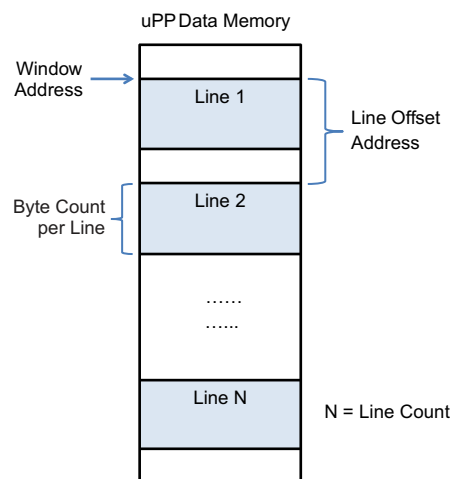 uPP Data Memory
Window
Address
Line 1
Line Offset
Address
Line 2
Byte Count
per Line
......
......
Line N
N = Line Count